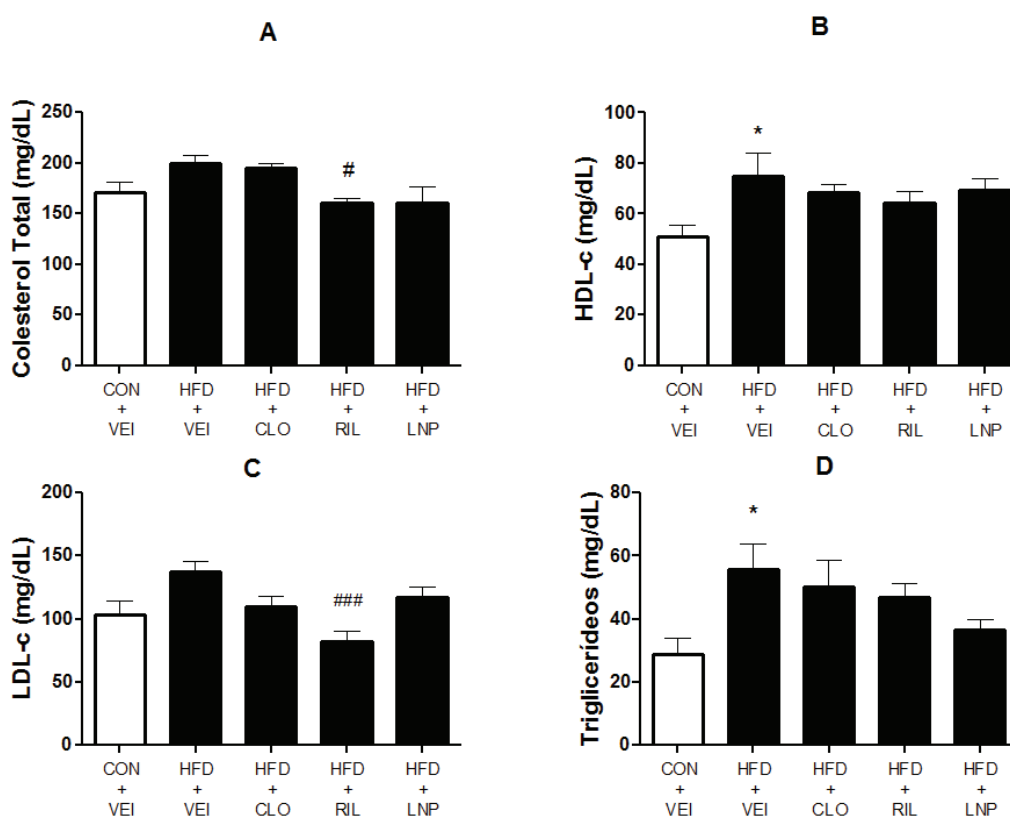 A
Colesterol Total (mg/dL)
250
200
150
100
50
0
#
CON HFD HFD HFD HFD
+ + + + +
VEI VEI CLO RIL LNP
B
HDL-c (mg/dL)
100
80
60
40
20
0
*
CON HFD HFD HFD HFD
+ + + + +
VEI VEI CLO RIL LNP
C
LDL-c (mg/dL)
200
150
100
50
0
###
CON HFD HFD HFD HFD
+ + + + +
VEI VEI CLO RIL LNP
D
Triglicerídeos (mg/dL)
80
60
40
20
0
*
CON HFD HFD HFD HFD
+ + + + +
VEI VEI CLO RIL LNP